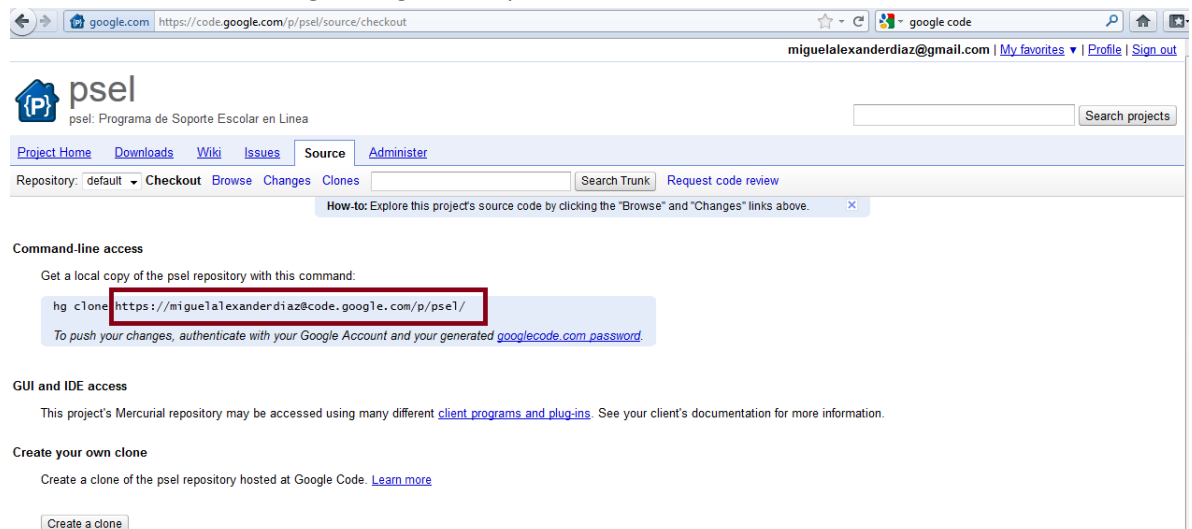 google.com https://code.google.com/p/psel/source/checkout google code
miguelalexanderdiaz@gmail.com | My favorites ▼ | Profile | Sign out
{P} psel
psel: Programa de Soporte Escolar en Linea
Search projects
Project Home Downloads Wiki Issues Source Administer
Repository: default Checkout Browse Changes Clones Search Trunk Request code review
How-to: Explore this project's source code by clicking the "Browse" and "Changes" links above. x
Command-line access
Get a local copy of the psel repository with this command:
hg clone https://miguelalexanderdiaz@code.google.com/p/psel/
To push your changes, authenticate with your Google Account and your generated googlecode.com password.
GUI and IDE access
This project's Mercurial repository may be accessed using many different client programs and plug-ins. See your client's documentation for more information.
Create your own clone
Create a clone of the psel repository hosted at Google Code. Learn more
Create a clone